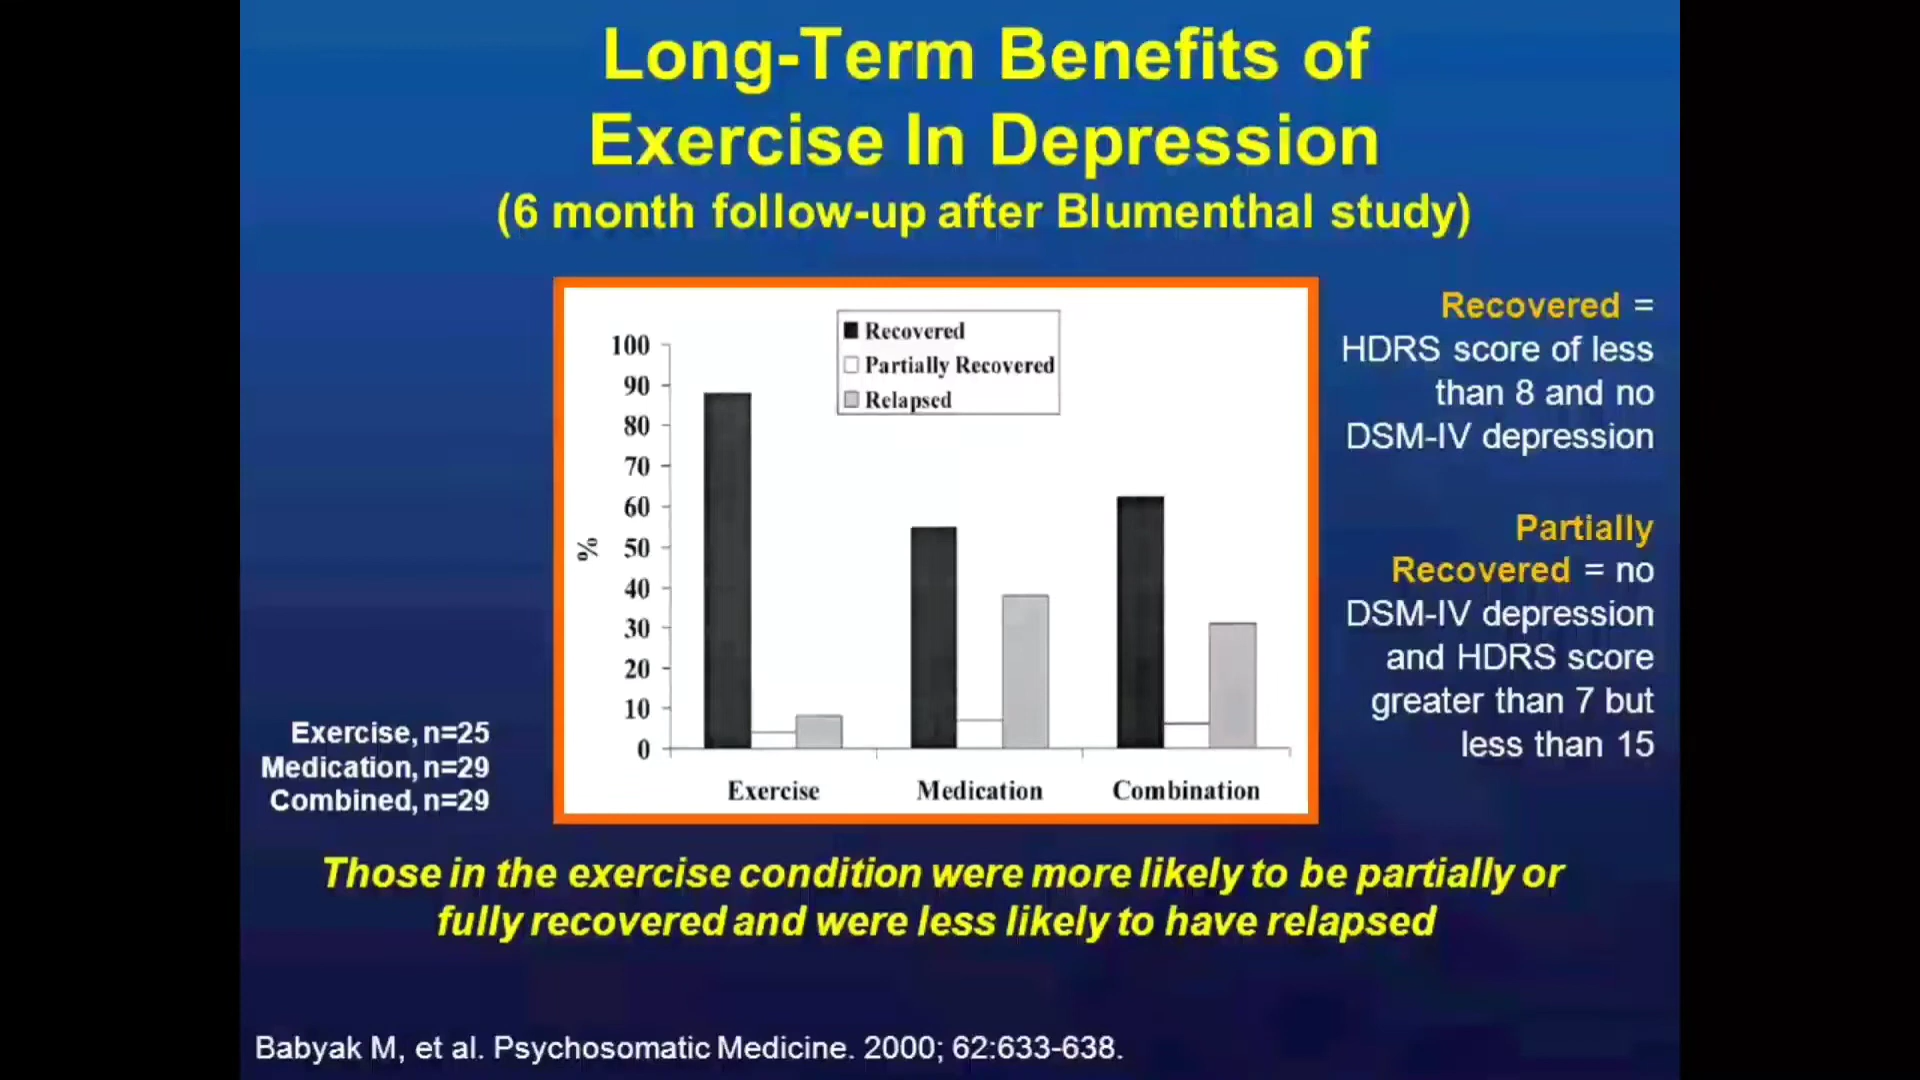 Long-Term Benefits of
Exercise In Depression
(6 month follow-up after Blumenthal study)
Recovered
Partially Recovered
Relapsed
100
90
80
70
60
50
40
30
20
10
0
%
Exercise
Medication
Combination
Recovered =
HDRS score of less
than 8 and no
DSM-IV depression
Partially
Recovered = no
DSM-IV depression
and HDRS score
greater than 7 but
less than 15
Exercise, n=25
Medication, n=29
Combined, n=29
Those in the exercise condition were more likely to be partially or
fully recovered and were less likely to have relapsed
Babyak M, et al. Psychosomatic Medicine. 2000; 62:633-638.